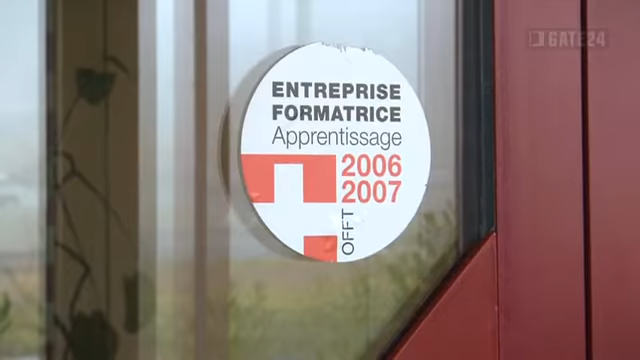 GATE24
ENTREPRISE
FORMATRICE
Apprentissage
2006
2007
OFFT